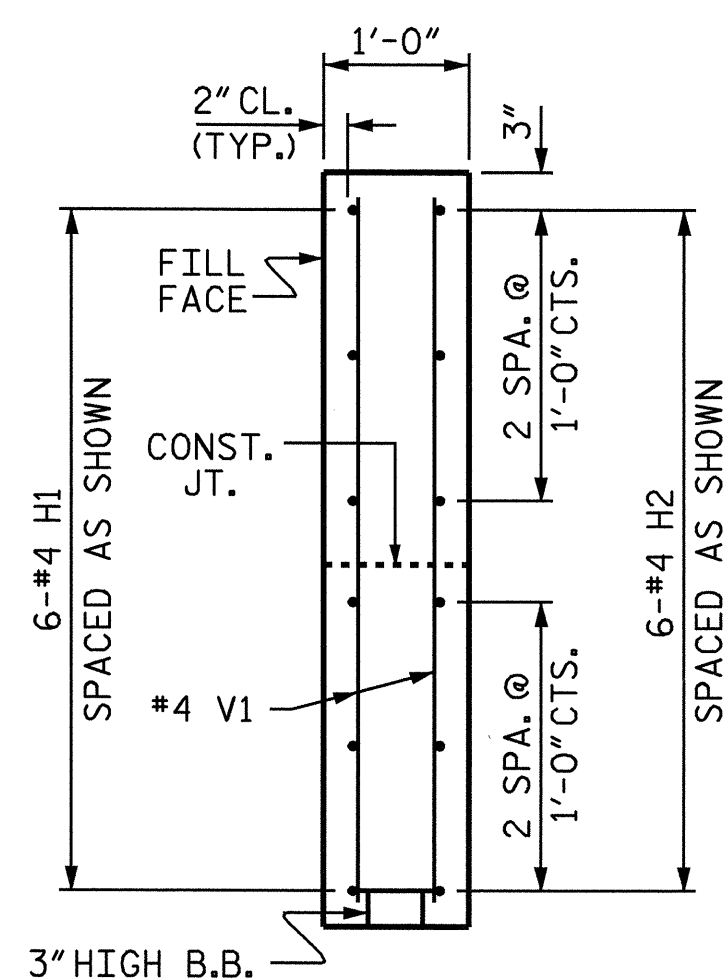 1'-0"
2" CL.
(TYP.)
3"
FILL
FACE
2 SPA. @
1'-0" CTS.
CONST.
JT.
6-#4 H1
SPACED AS SHOWN
6-#4 H2
SPACED AS SHOWN
#4 V1
2 SPA. @
1'-0" CTS.
3" HIGH B.B.